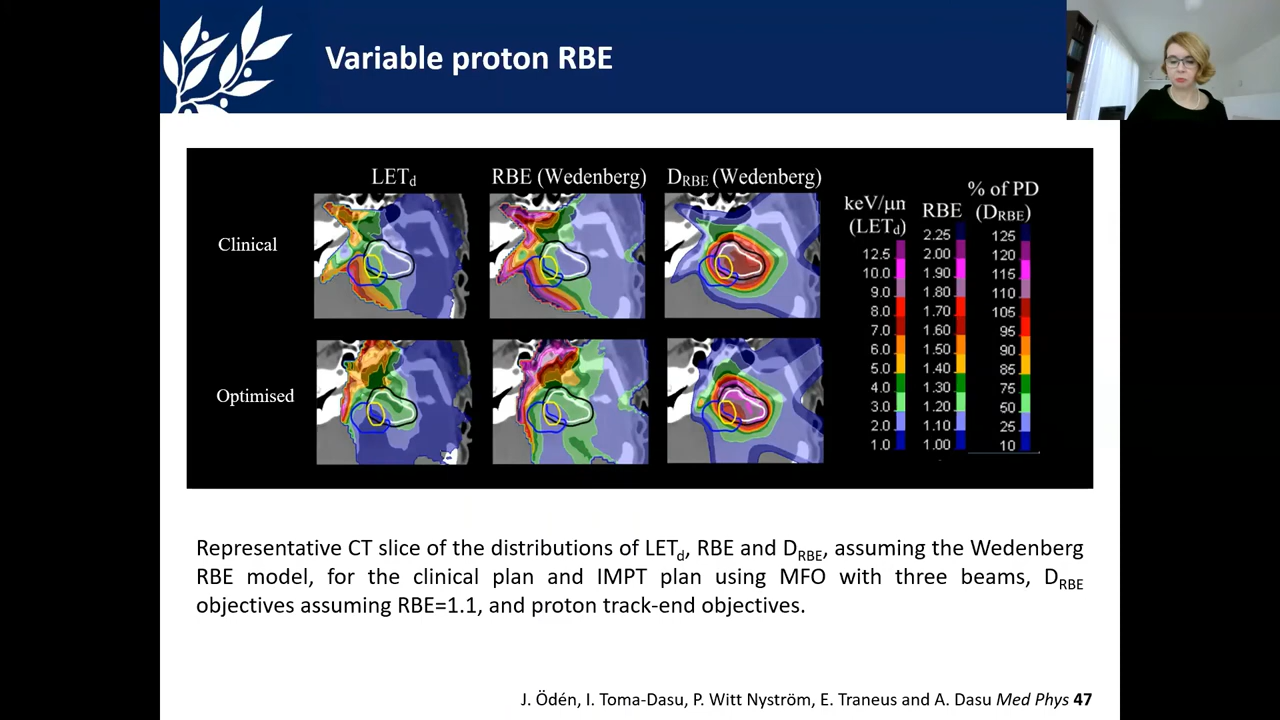 Variable proton RBE
LETd RBE (Wedenberg) DRBE (Wedenberg)
Clinical
Optimised
keV/μn RBE % of PD
(LETd) (DRBE)
2.25 125
12.5 2.00 120
10.0 1.90 115
9.0 1.80 110
8.0 1.70 105
7.0 1.60 95
6.0 1.50 90
5.0 1.40 85
4.0 1.30 75
3.0 1.20 50
2.0 1.10 25
1.0 1.00 10
Representative CT slice of the distributions of LETd, RBE and DRBE, assuming the Wedenberg
RBE model, for the clinical plan and IMPT plan using MFO with three beams, DRBE
objectives assuming RBE=1.1, and proton track-end objectives.
J. Ödén, I. Toma-Dasu, P. Witt Nyström, E. Traneus and A. Dasu Med Phys 47